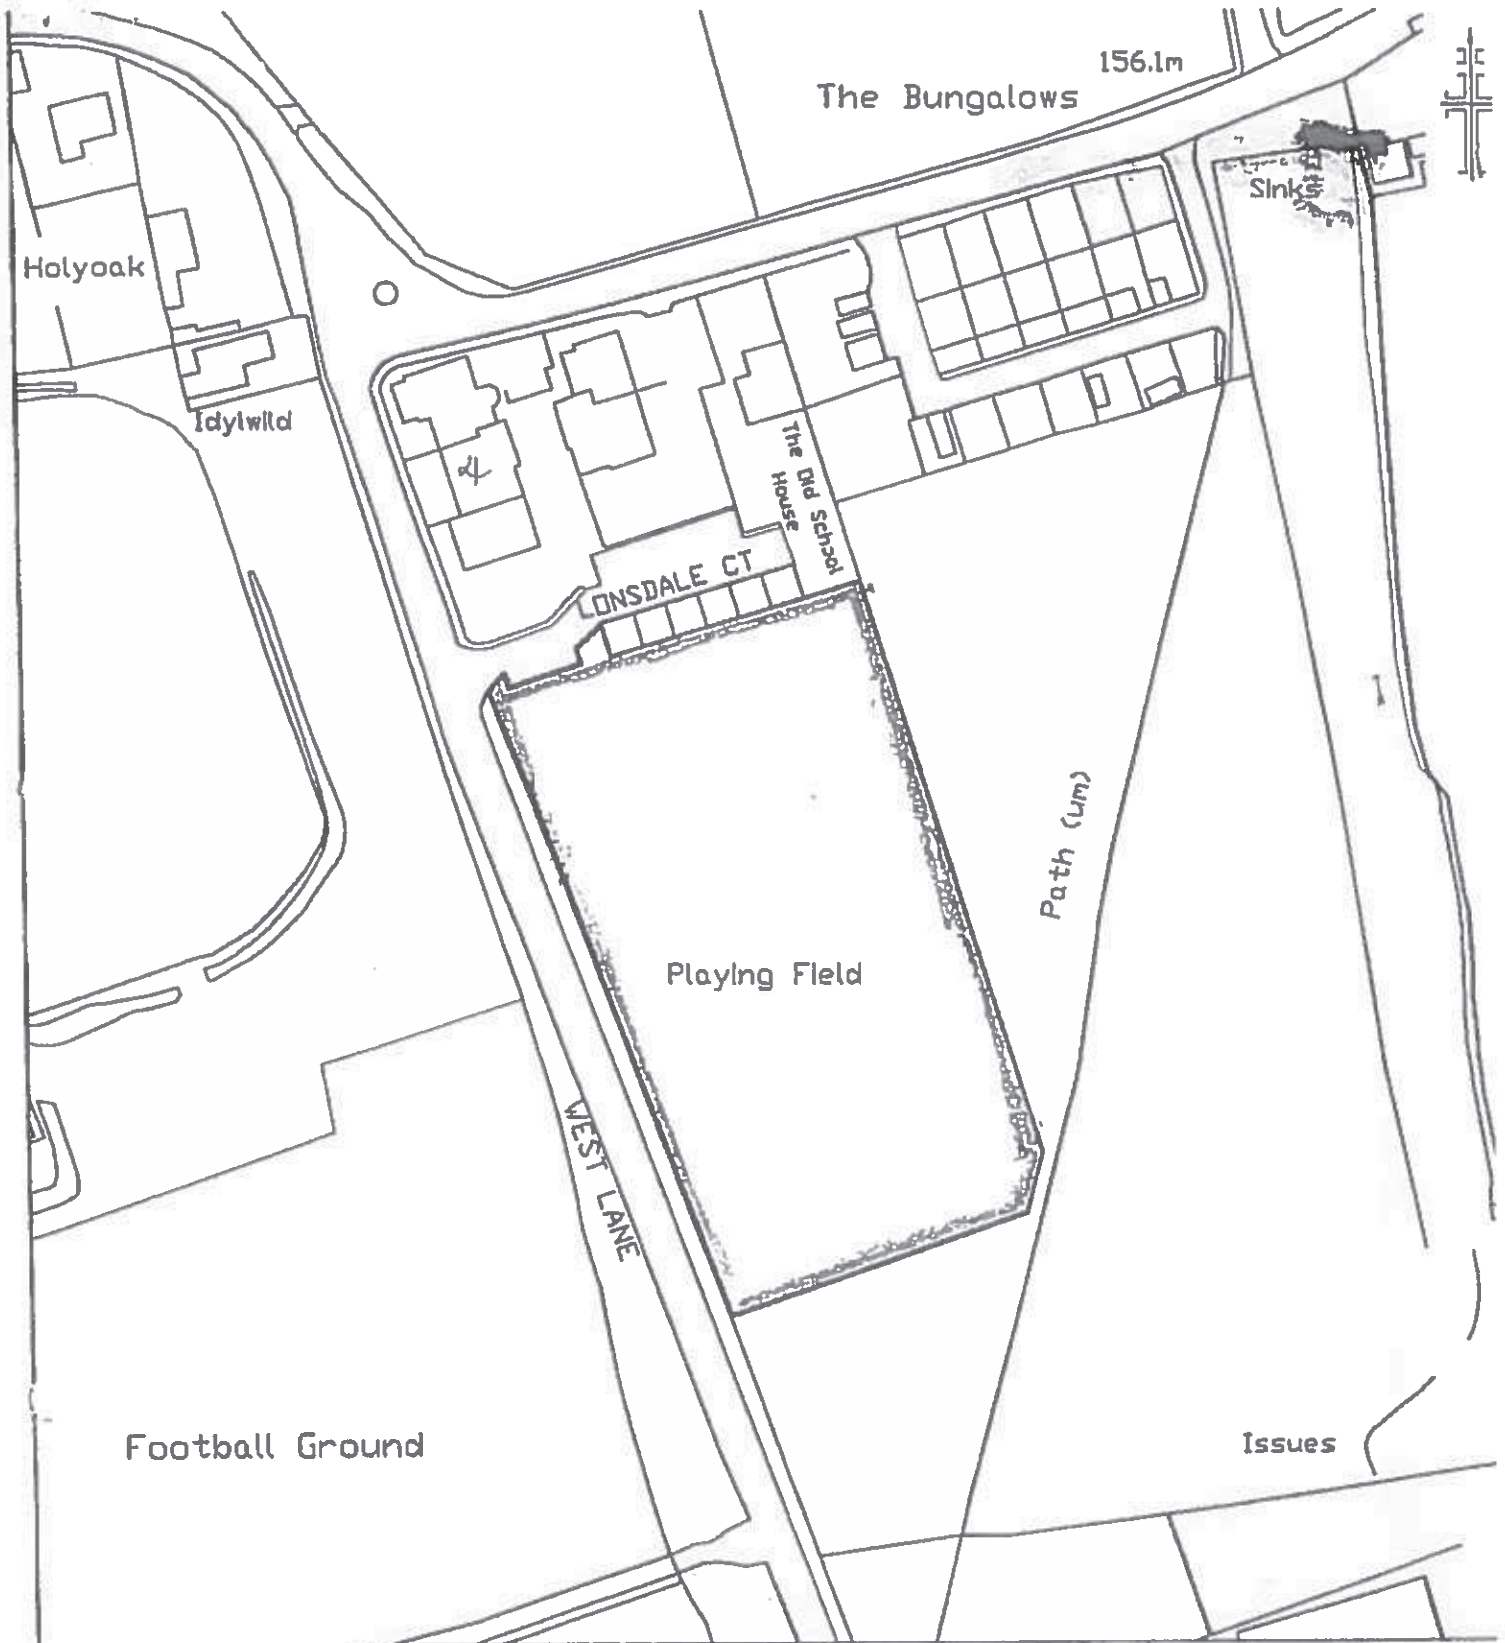 156.1m
The Bungalows
Sinks
Holyoak
Idylwild
4
The Old School
House
LONSDALE CT
Path (um)
Playing Field
WEST LANE
Football Ground
Issues